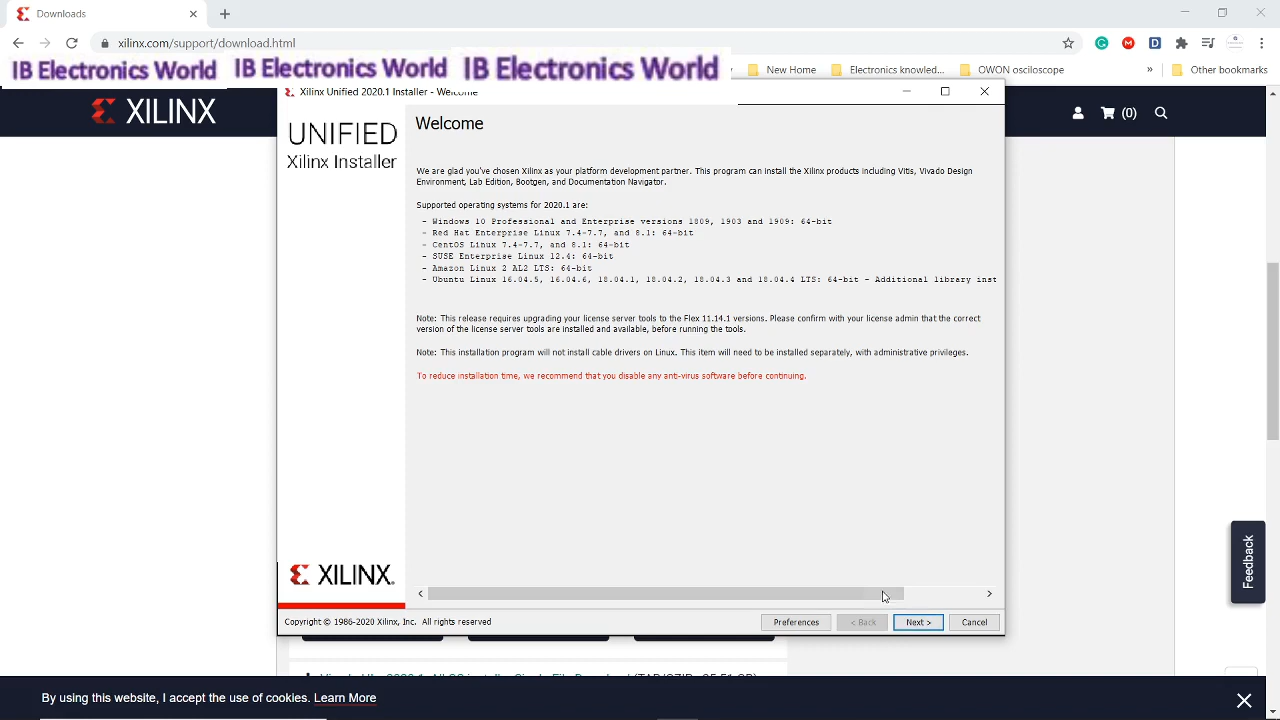 Downloads
xilinx.com/support/download.html
IB Electronics World IB Electronics World IB Electronics World
New Home Electronics knowled... OWON osciloscope » Other bookmarks
XILINX
(0)
Xilinx Unified 2020.1 Installer - Welcome
UNIFIED
Xilinx Installer
Welcome
We are glad you've chosen Xilinx as your platform development partner. This program can install the Xilinx products including Vitis, Vivado Design
Environment, Lab Edition, Bootgen, and Documentation Navigator.
Supported operating systems for 2020.1 are:
- Windows 10 Professional and Enterprise versions 1809, 1903 and 1909: 64-bit
- Red Hat Enterprise Linux 7.4-7.7, and 8.1: 64-bit
- CentOS Linux 7.4-7.7, and 8.1: 64-bit
- SUSE Enterprise Linux 12.4: 64-bit
- Amazon Linux 2 AL2 LTS: 64-bit
- Ubuntu Linux 16.04.5, 16.04.6, 18.04.1, 18.04.2, 18.04.3 and 18.04.4 LTS: 64-bit - Additional library inst
Note: This release requires upgrading your license server tools to the Flex 11.14.1 versions. Please confirm with your license admin that the correct
version of the license server tools are installed and available, before running the tools.
Note: This installation program will not install cable drivers on Linux. This item will need to be installed separately, with administrative privileges.
To reduce installation time, we recommend that you disable any anti-virus software before continuing.
Feedback
XILINX.
Copyright © 1986-2020 Xilinx, Inc. All rights reserved
Preferences < Back Next > Cancel
By using this website, I accept the use of cookies. Learn More